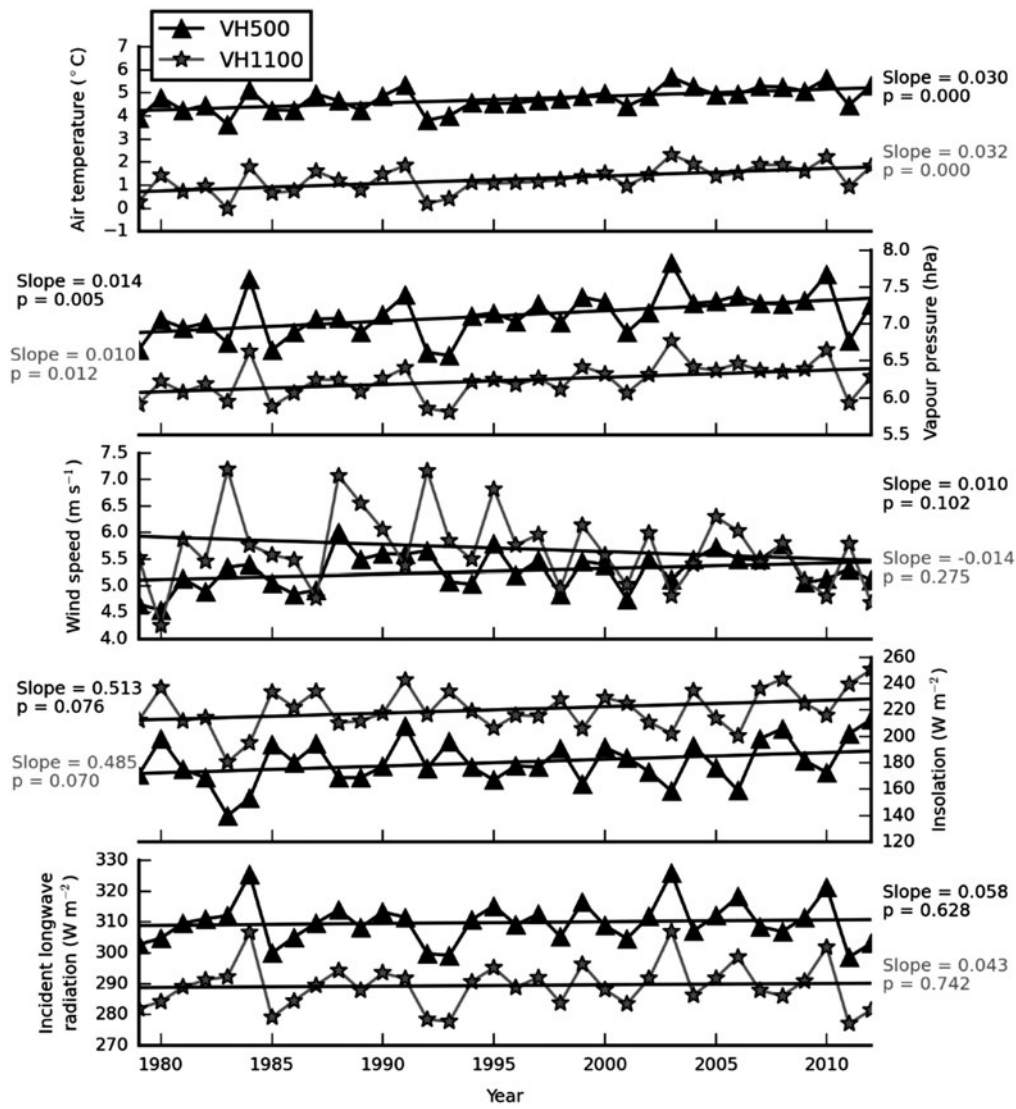 VH500
VH1100
Air temperature (°C)
7
6
5
4
3
2
1
0
−1
Slope = 0.030
p = 0.000
Slope = 0.032
p = 0.000
Slope = 0.014
p = 0.005
Slope = 0.010
p = 0.012
8.0
7.5
7.0
6.5
6.0
5.5
Vapour pressure (hPa)
Wind speed (m s⁻¹)
7.5
7.0
6.5
6.0
5.5
5.0
4.5
4.0
Slope = 0.010
p = 0.102
Slope = -0.014
p = 0.275
Slope = 0.513
p = 0.076
Slope = 0.485
p = 0.070
260
240
220
200
180
160
140
120
Insolation (W m⁻²)
Incident longwave
radiation (W m⁻²)
330
320
310
300
290
280
270
Slope = 0.058
p = 0.628
Slope = 0.043
p = 0.742
1980 1985 1990 1995 2000 2005 2010
Year